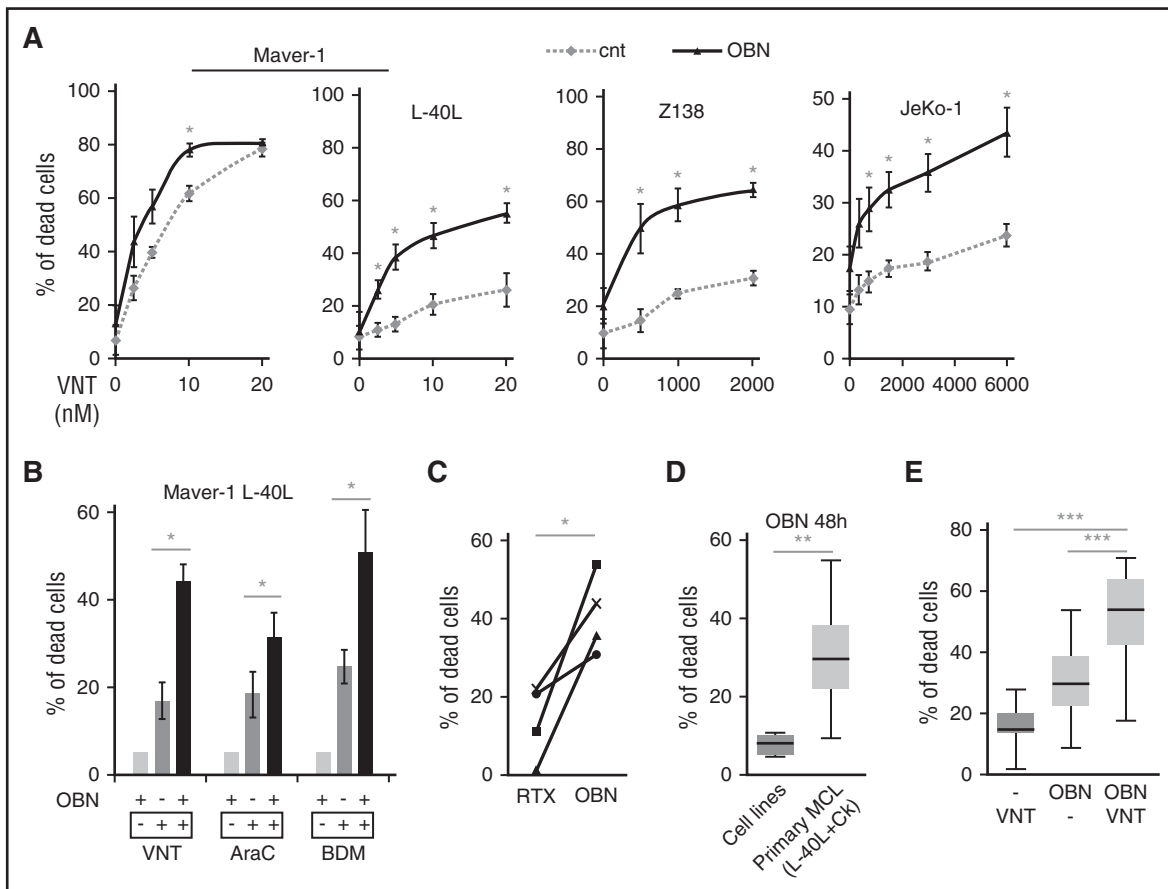 A
cnt
OBN
Maver-1
L-40L
Z138
JeKo-1
% of dead cells
100
80
60
40
20
0
100
80
60
40
20
0
100
80
60
40
20
0
50
40
30
20
10
0
*
*
*
*
*
*
*
*
*
*
*
*
VNT
(nM)
0 10 20
0 10 20
0 1000 2000
0 2000 4000 6000
B
Maver-1 L-40L
% of dead cells
60
40
20
0
*
*
*
OBN + - + + - + + - +
- + + - + + - + +
VNT AraC BDM
C
% of dead cells
60
40
20
0
*
RTX OBN
D
OBN 48h
% of dead cells
60
40
20
0
**
Cell lines
Primary MCL
(L-40L+Ck)
E
% of dead cells
80
60
40
20
0
***
***
- OBN OBN
VNT - VNT